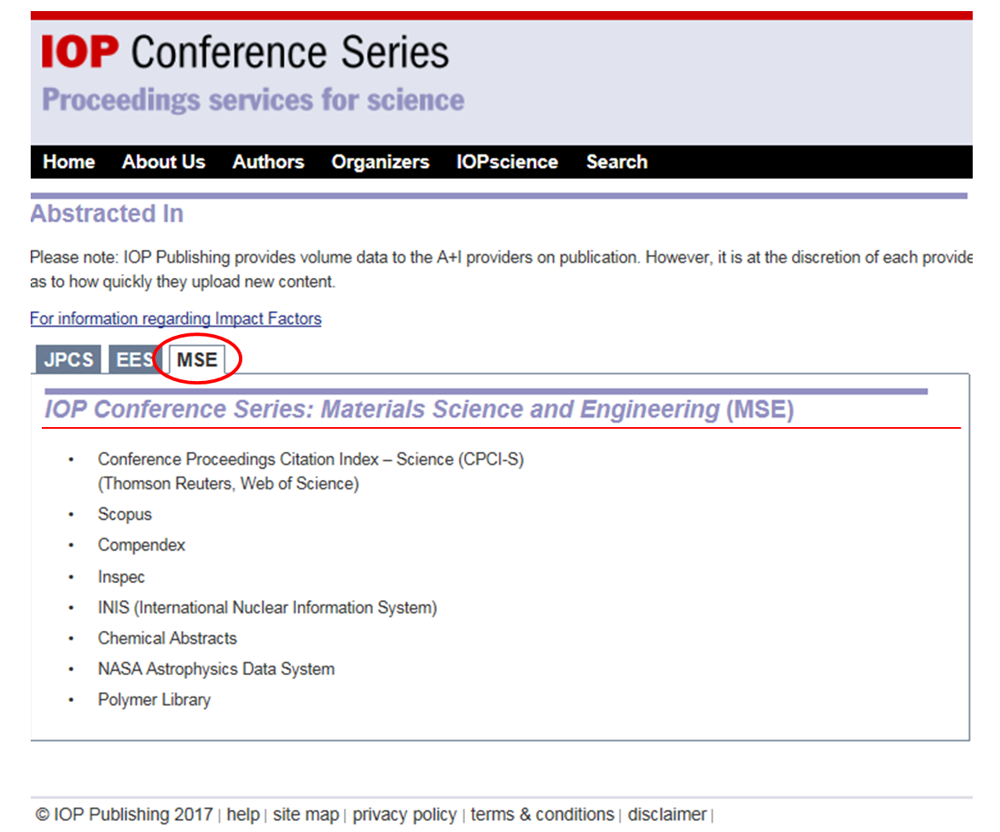 IOP Conference Series
Proceedings services for science
Home About Us Authors Organizers IOPscience Search
Abstracted In
Please note: IOP Publishing provides volume data to the A+I providers on publication. However, it is at the discretion of each provide
as to how quickly they upload new content.
For information regarding Impact Factors
JPCS EES MSE
IOP Conference Series: Materials Science and Engineering (MSE)
• Conference Proceedings Citation Index – Science (CPCI-S)
(Thomson Reuters, Web of Science)
• Scopus
• Compendex
• Inspec
• INIS (International Nuclear Information System)
• Chemical Abstracts
• NASA Astrophysics Data System
• Polymer Library
© IOP Publishing 2017 | help | site map | privacy policy | terms & conditions | disclaimer |